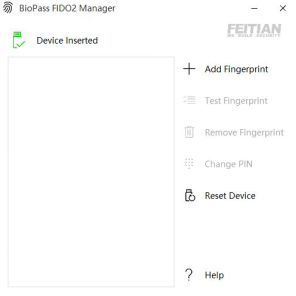 BioPass FIDO2 Manager
FEITIAN
WE BUILD SECURITY
Device Inserted
Add Fingerprint
Test Fingerprint
Remove Fingerprint
Change PIN
Reset Device
? Help